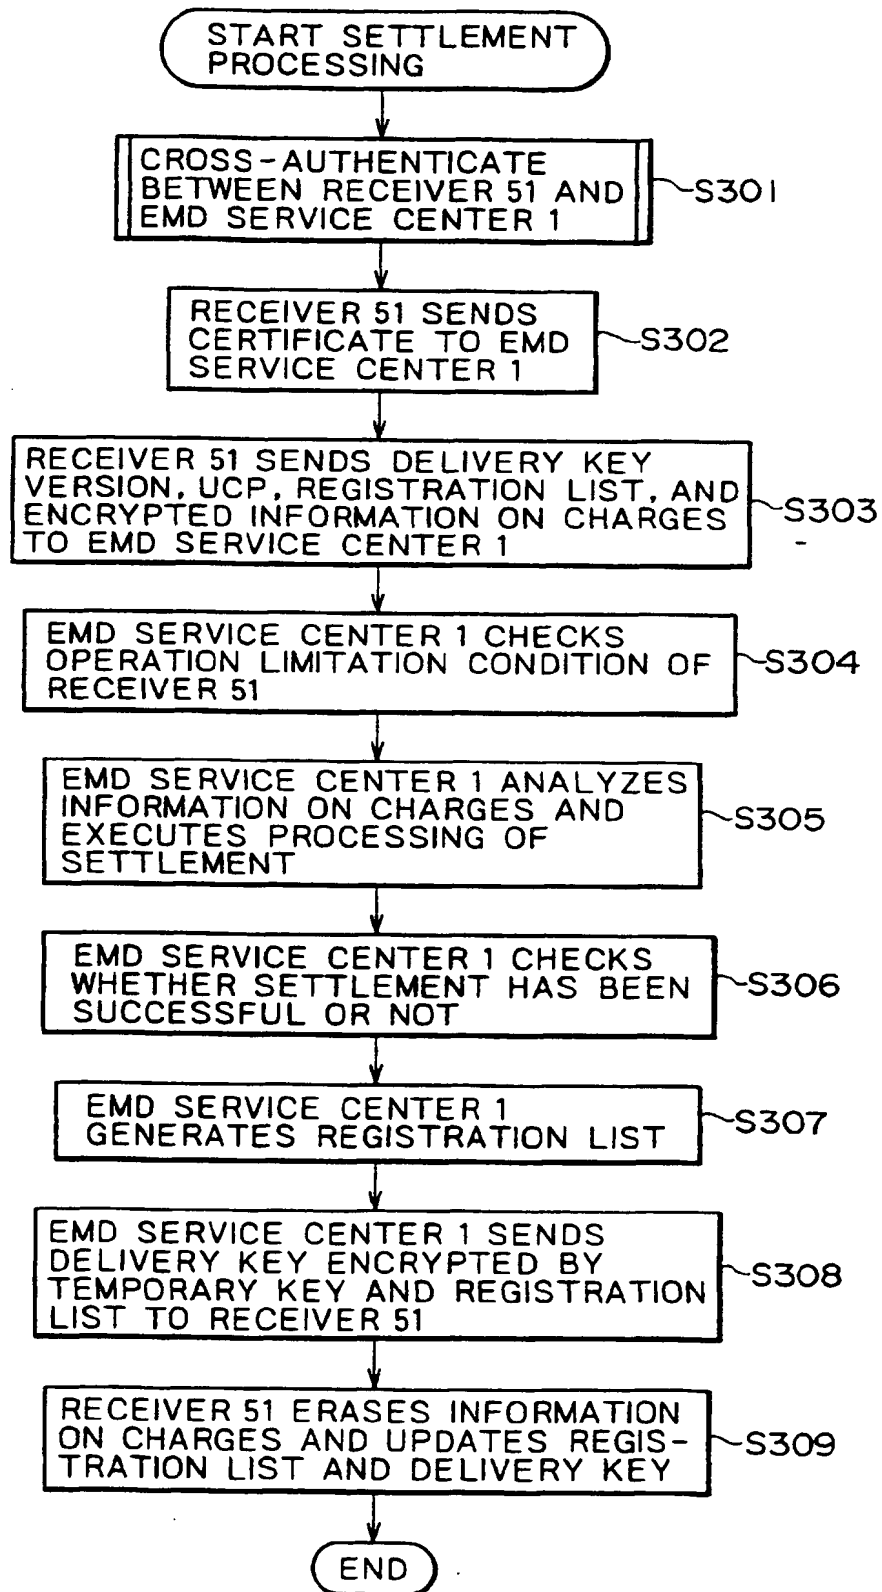 START SETTLEMENT
PROCESSING
CROSS-AUTHENTICATE
BETWEEN RECEIVER 51 AND
EMD SERVICE CENTER 1
S301
RECEIVER 51 SENDS
CERTIFICATE TO EMD
SERVICE CENTER 1
S302
RECEIVER 51 SENDS DELIVERY KEY
VERSION, UCP, REGISTRATION LIST, AND
ENCRYPTED INFORMATION ON CHARGES
TO EMD SERVICE CENTER 1
S303
EMD SERVICE CENTER 1 CHECKS
OPERATION LIMITATION CONDITION OF
RECEIVER 51
S304
EMD SERVICE CENTER 1 ANALYZES
INFORMATION ON CHARGES AND
EXECUTES PROCESSING OF
SETTLEMENT
S305
EMD SERVICE CENTER 1 CHECKS
WHETHER SETTLEMENT HAS BEEN
SUCCESSFUL OR NOT
S306
EMD SERVICE CENTER 1
GENERATES REGISTRATION LIST
S307
EMD SERVICE CENTER 1 SENDS
DELIVERY KEY ENCRYPTED BY
TEMPORARY KEY AND REGISTRATION
LIST TO RECEIVER 51
S308
RECEIVER 51 ERASES INFORMATION
ON CHARGES AND UPDATES REGIS-
TRATION LIST AND DELIVERY KEY
S309
END